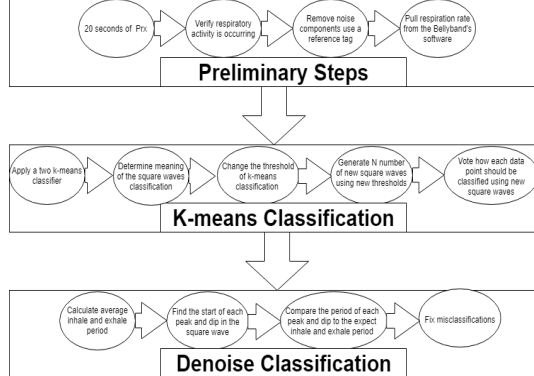 20 seconds of Prx
Verify respiratory
activity is occurring
Remove noise
components use a
reference tag
Pull respiration rate
from the Bellyband's
software
Preliminary Steps
Apply a two k-means
classifier
Determine meaning
of the square waves
classification
Change the threshold
of k-means
classification
Generate N number
of new square waves
using new thresholds
Vote how each data
point should be
classified using new
square waves
K-means Classification
Calculate average
inhale and exhale
period
Find the start of each
peak and dip in the
square wave
Compare the period of each
peak and dip to the expect
inhale and exhale period
Fix misclassifications
Denoise Classification